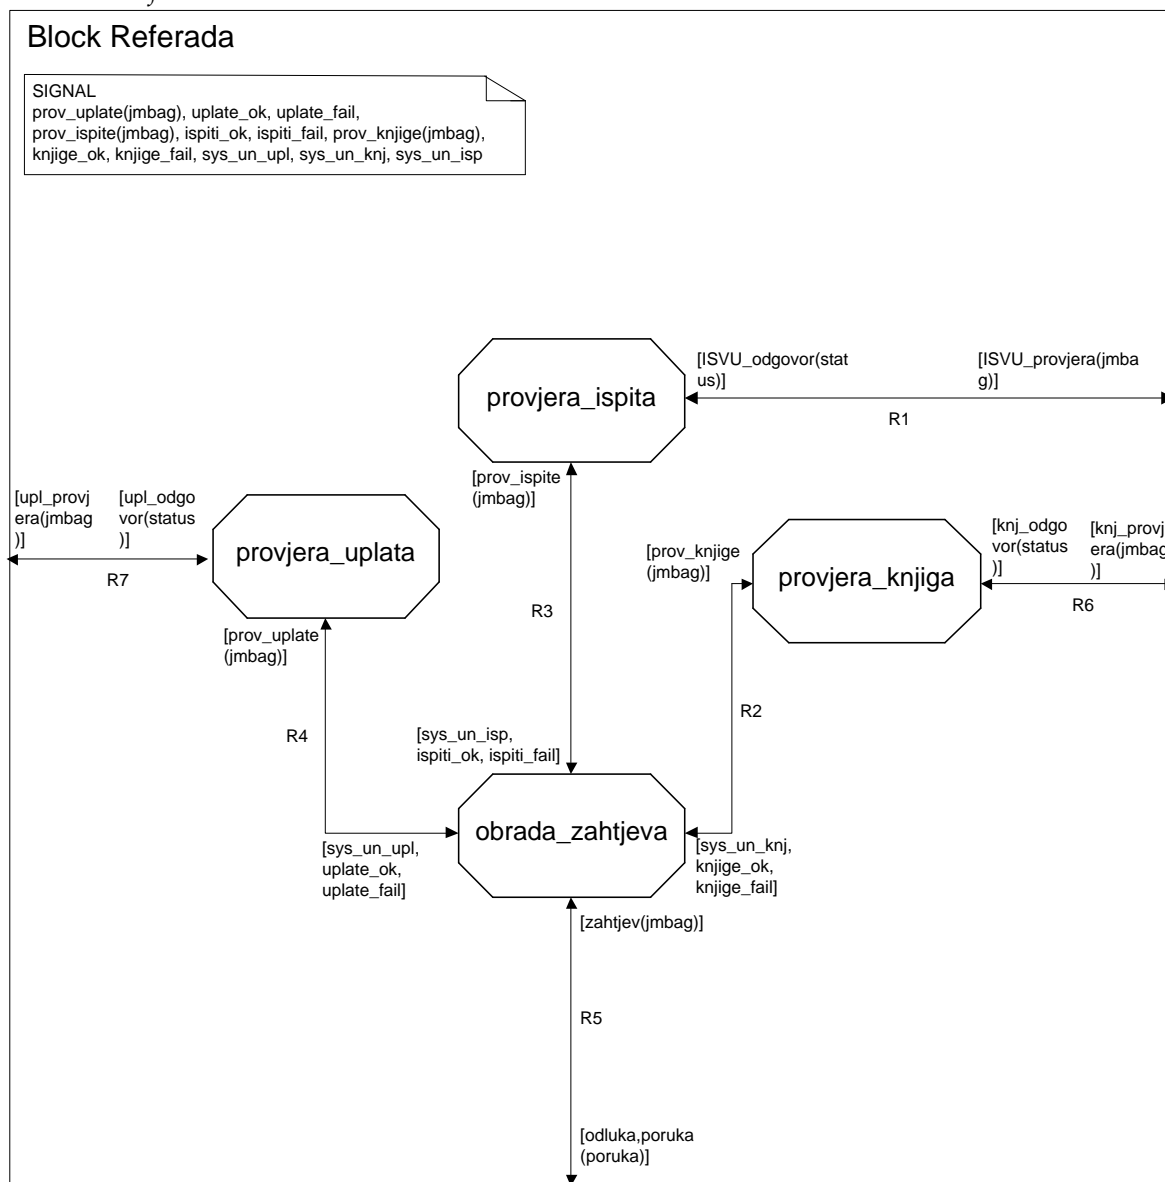 Block Referada
SIGNAL
prov_uplate(jmbag), uplate_ok, uplate_fail,
prov_ispite(jmbag), ispiti_ok, ispiti_fail, prov_knjige(jmbag),
knjige_ok, knjige_fail, sys_un_upl, sys_un_knj, sys_un_isp
[ISVU_odgovor(stat
us)]
[ISVU_provjera(jmba
g)]
provjera_ispita
R1
[prov_ispite
(jmbag)]
[upl_provj
era(jmbag
)]
[upl_odgo
vor(status
)]
provjera_uplata
R7
[prov_uplate
(jmbag)]
[prov_knjige
(jmbag)]
provjera_knjiga
[knj_odgo
vor(status
)]
[knj_provj
era(jmbag
)]
R6
R3
R2
R4
[sys_un_isp,
ispiti_ok, ispiti_fail]
obrada_zahtjeva
[sys_un_upl,
uplate_ok,
uplate_fail]
[sys_un_knj,
knjige_ok,
knjige_fail]
[zahtjev(jmbag)]
R5
[odluka,poruka
(poruka)]